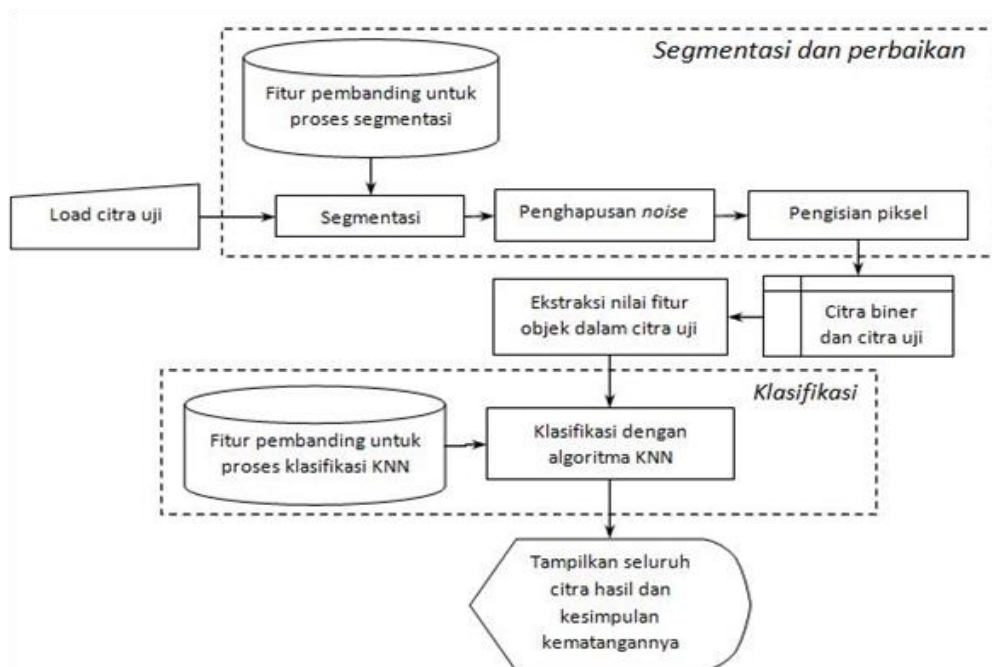 Segmentasi dan perbaikan
Fitur pembanding untuk
proses segmentasi
Load citra uji
Segmentasi
Penghapusan noise
Pengisian piksel
Ekstraksi nilai fitur
objek dalam citra uji
Citra biner
dan citra uji
Klasifikasi
Fitur pembanding untuk
proses klasifikasi KNN
Klasifikasi dengan
algoritma KNN
Tampilkan seluruh
citra hasil dan
kesimpulan
kematangannya